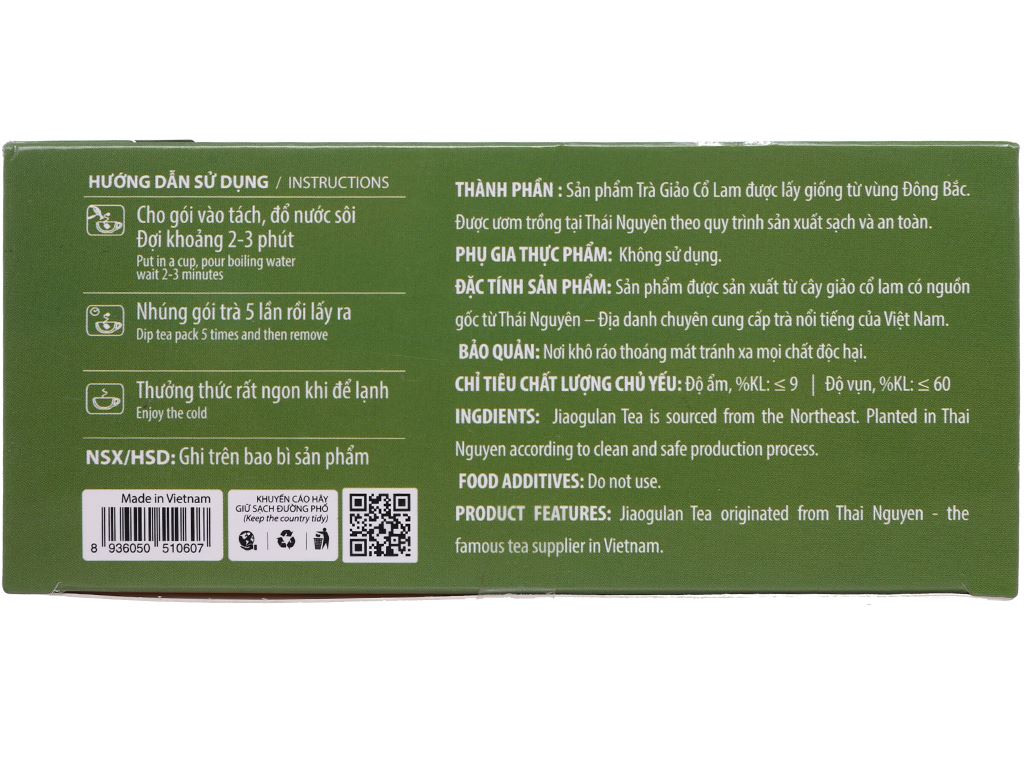 HƯỚNG DẪN SỬ DỤNG / INSTRUCTIONS
Cho gói vào tách, đổ nước sôi
Đợi khoảng 2-3 phút
Put in a cup, pour boiling water
wait 2-3 minutes
Nhúng gói trà 5 lần rồi lấy ra
Dip tea pack 5 times and then remove
Thưởng thức rất ngon khi để lạnh
Enjoy the cold
NSX/HSD: Ghi trên bao bì sản phẩm
Made in Vietnam
8 936050 510607
KHUYẾN CÁO HÃY
GIỮ SẠCH ĐƯỜNG PHỐ
(Keep the country tidy)
THÀNH PHẦN : Sản phẩm Trà Giảo Cổ Lam được lấy giống từ vùng Đông Bắc.
Được ươm trồng tại Thái Nguyên theo quy trình sản xuất sạch và an toàn.
PHỤ GIA THỰC PHẨM: Không sử dụng.
ĐẶC TÍNH SẢN PHẨM: Sản phẩm được sản xuất từ cây giảo cổ lam có nguồn
gốc từ Thái Nguyên – Địa danh chuyên cung cấp trà nổi tiếng của Việt Nam.
BẢO QUẢN: Nơi khô ráo thoáng mát tránh xa mọi chất độc hại.
CHỈ TIÊU CHẤT LƯỢNG CHỦ YẾU: Độ ẩm, %KL: ≤ 9 | Độ vụn, %KL: ≤ 60
INGDIENTS: Jiaogulan Tea is sourced from the Northeast. Planted in Thai
Nguyen according to clean and safe production process.
FOOD ADDITIVES: Do not use.
PRODUCT FEATURES: Jiaogulan Tea originated from Thai Nguyen - the
famous tea supplier in Vietnam.